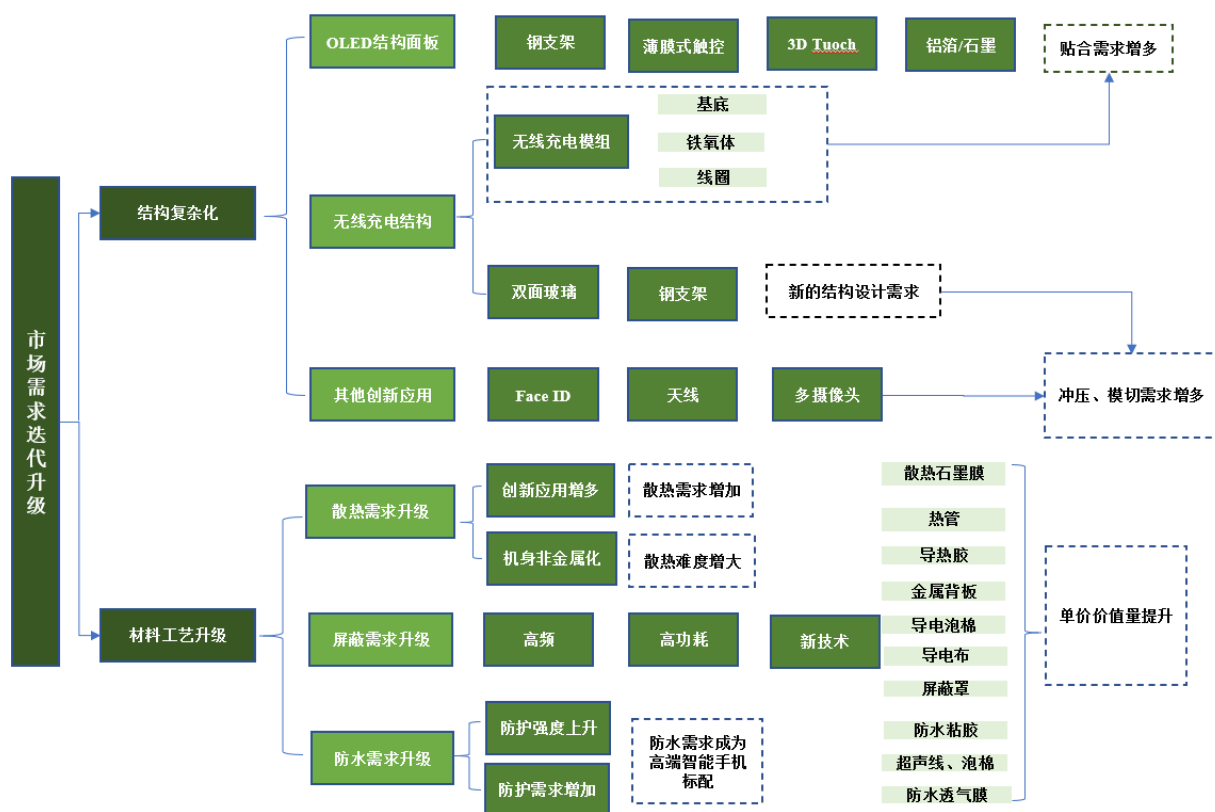 市场需求迭代升级
结构复杂化
OLED结构面板
钢支架
薄膜式触控
3D Tuoch
铝箔/石墨
贴合需求增多
无线充电结构
无线充电模组
基底
铁氧体
线圈
双面玻璃
钢支架
新的结构设计需求
其他创新应用
Face ID
天线
多摄像头
冲压、模切需求增多
材料工艺升级
散热需求升级
创新应用增多
散热需求增加
机身非金属化
散热难度增大
屏蔽需求升级
高频
高功耗
新技术
防水需求升级
防护强度上升
防护需求增加
防水需求成为
高端智能手机
标配
散热石墨膜
热管
导热胶
金属背板
导电泡棉
导电布
屏蔽罩
防水粘胶
超声线、泡棉
防水透气膜
单价价值量提升